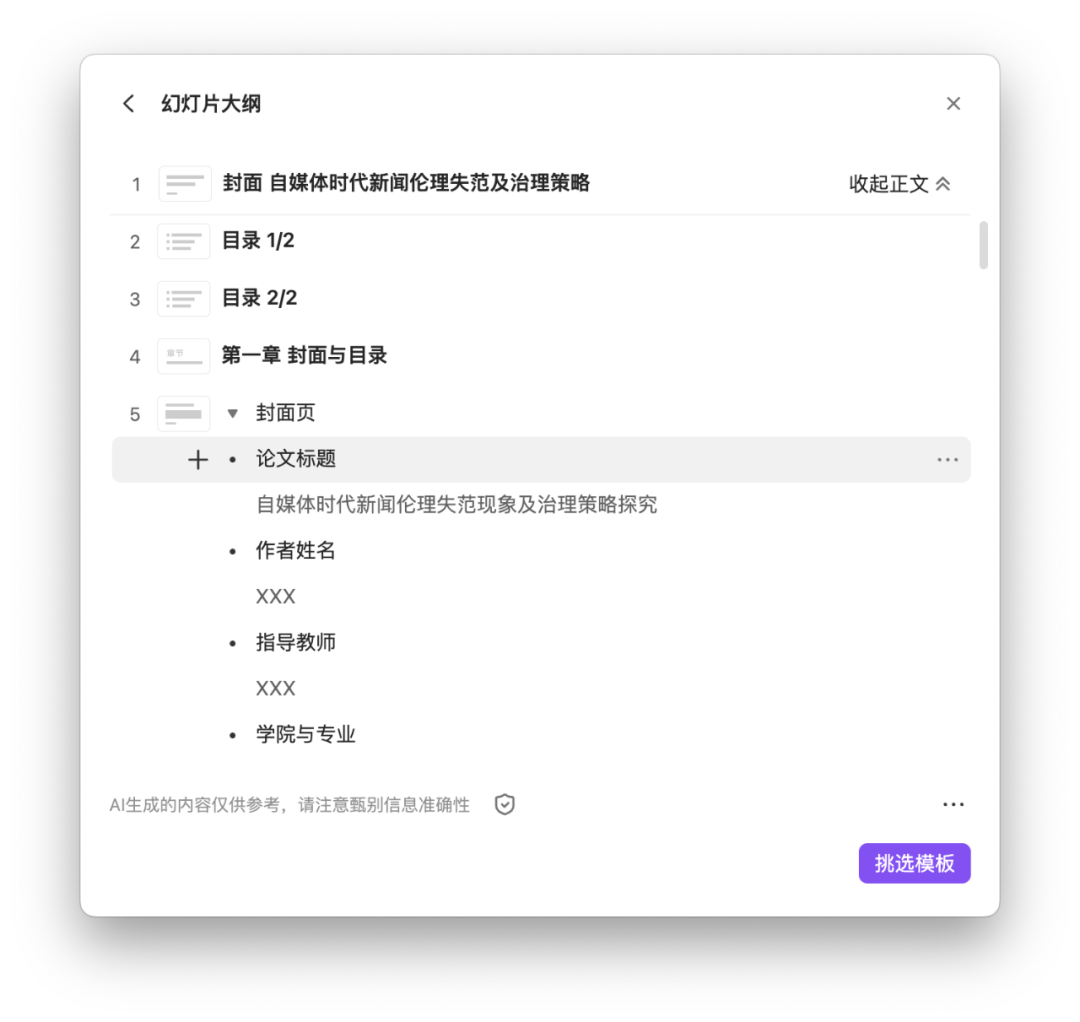 幻灯片大纲
1 封面 自媒体时代新闻伦理失范及治理策略 收起正文
2 目录 1/2
3 目录 2/2
4 章节 第一章 封面与目录
5 封面页
• 论文标题
自媒体时代新闻伦理失范现象及治理策略探究
• 作者姓名
XXX
• 指导教师
XXX
• 学院与专业
AI生成的内容仅供参考，请注意甄别信息准确性
挑选模板